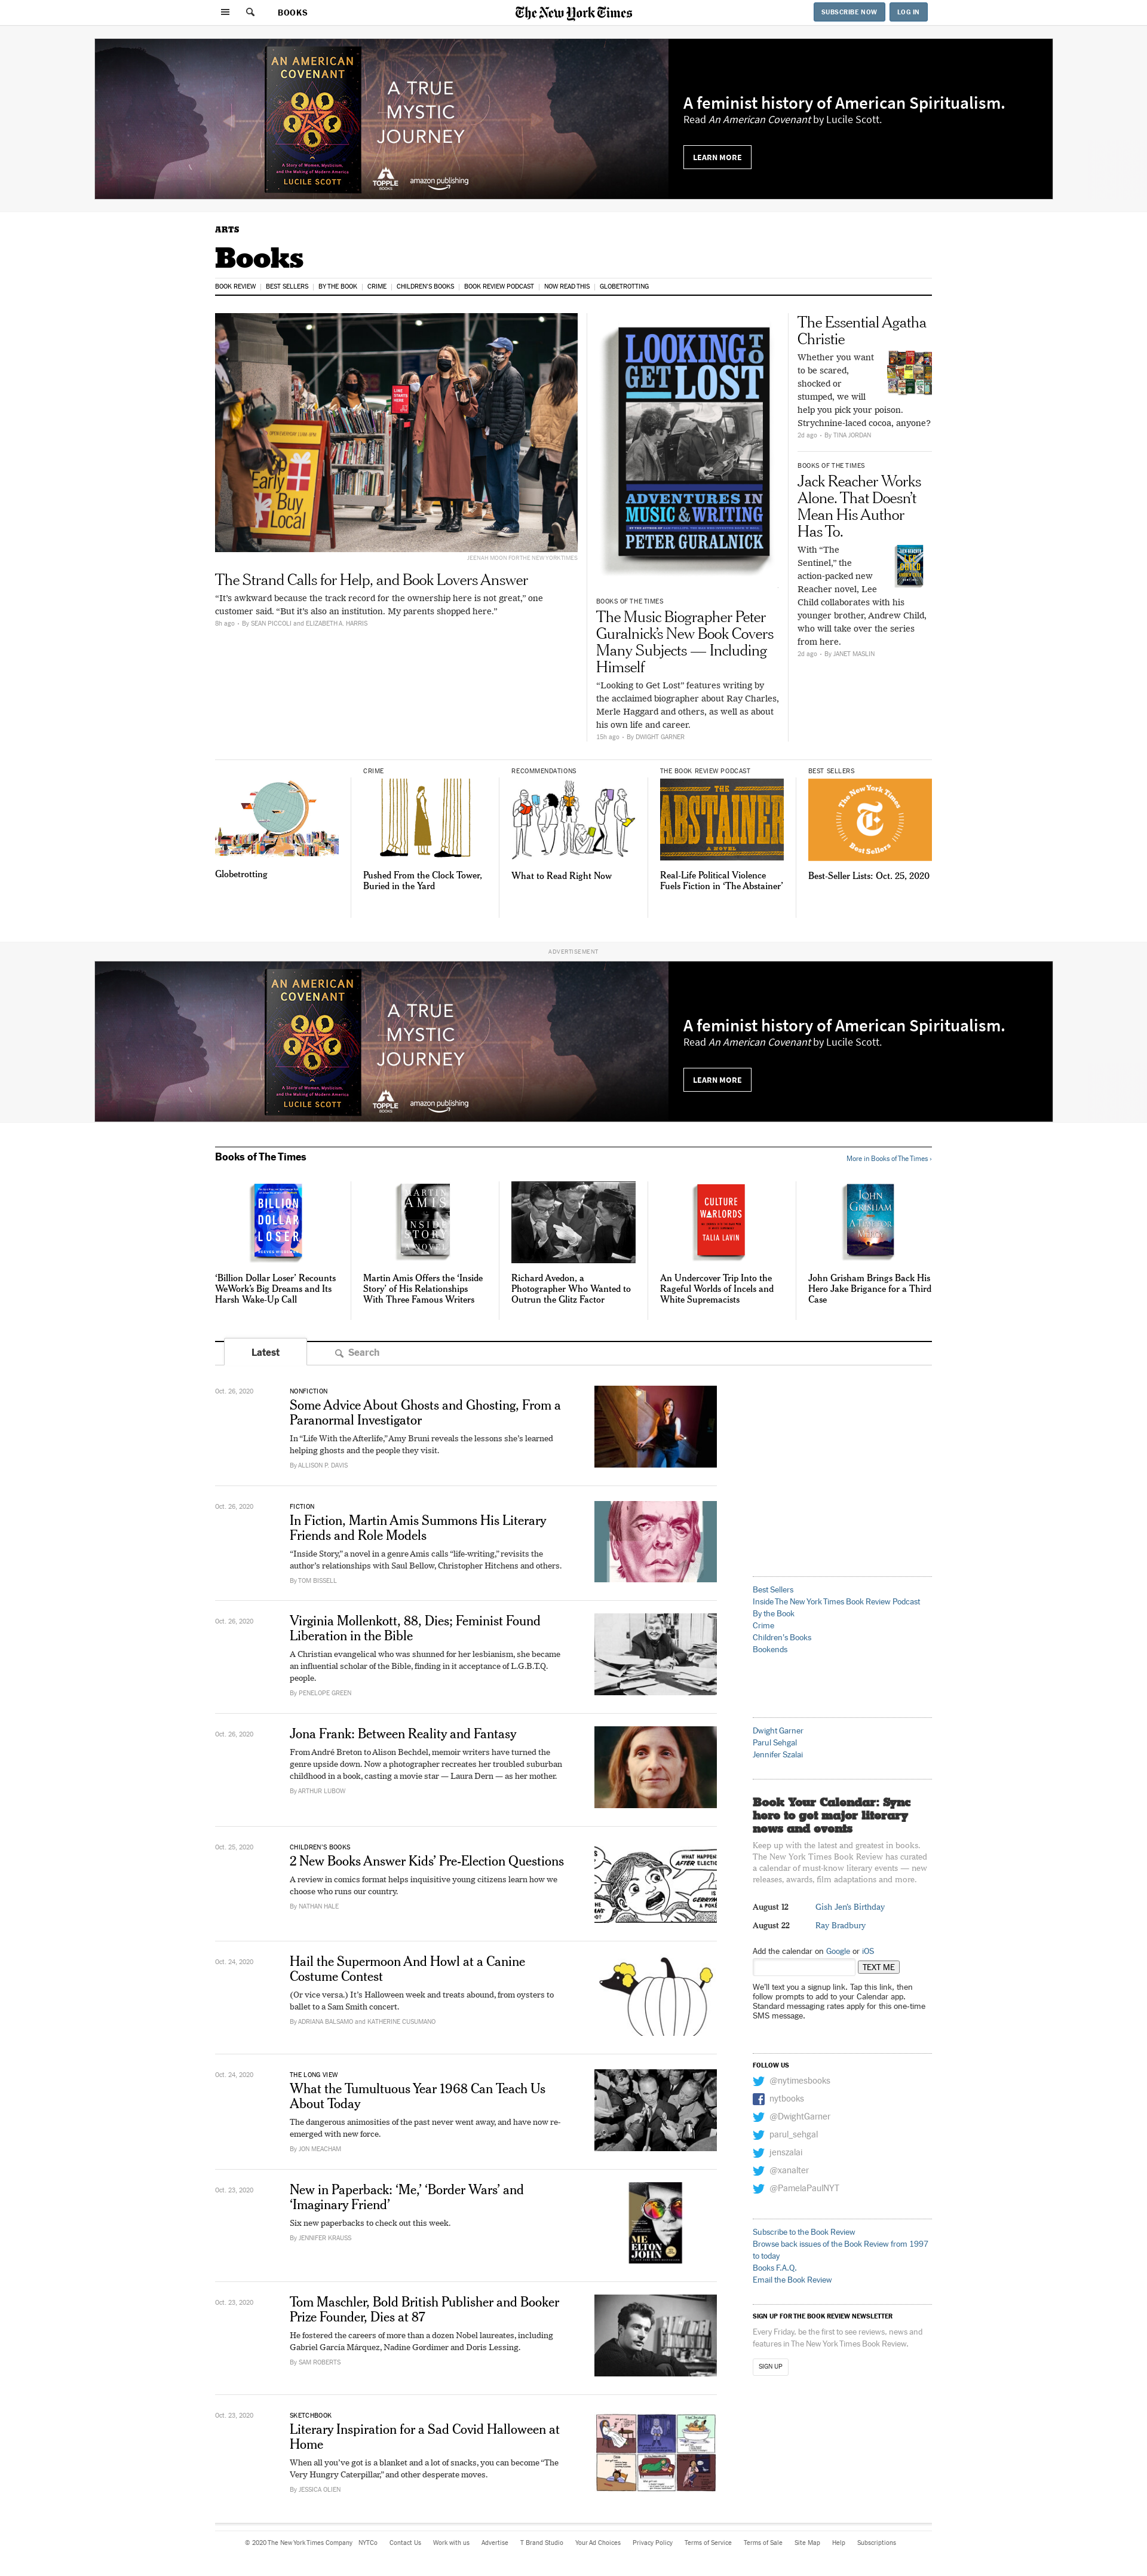 BOOKS
The New York Times
SUBSCRIBE NOW
LOG IN
AN AMERICAN
COVENANT
A Story of Women, Mysticism,
and the Making of Modern America
LUCILE SCOTT
A TRUE
MYSTIC
JOURNEY
TOPPLE
BOOKS
amazon publishing
A feminist history of American Spiritualism.
Read An American Covenant by Lucile Scott.
LEARN MORE
ARTS
Books
BOOK REVIEW
BEST SELLERS
BY THE BOOK
CRIME
CHILDREN'S BOOKS
BOOK REVIEW PODCAST
NOW READ THIS
GLOBETROTTING
LINE
STARTS
HERE
Early
Buy
Local
JEENAH MOON FOR THE NEW YORK TIMES
The Strand Calls for Help, and Book Lovers Answer
“It’s awkward because the track record for the ownership here is not great,” one
customer said. “But it’s also an institution. My parents shopped here.”
8h ago - By SEAN PICCOLI and ELIZABETH A. HARRIS
LOOKING TO
GET LOST
ADVENTURES IN
MUSIC & WRITING
PETER GURALNICK
BOOKS OF THE TIMES
The Music Biographer Peter
Guralnick’s New Book Covers
Many Subjects — Including
Himself
“Looking to Get Lost” features writing by
the acclaimed biographer about Ray Charles,
Merle Haggard and others, as well as about
his own life and career.
15h ago - By DWIGHT GARNER
The Essential Agatha
Christie
Whether you want
to be scared,
shocked or
stumped, we will
help you pick your poison.
Strychnine-laced cocoa, anyone?
2d ago - By TINA JORDAN
BOOKS OF THE TIMES
Jack Reacher Works
Alone. That Doesn’t
Mean His Author
Has To.
With “The
Sentinel,” the
action-packed new
Reacher novel, Lee
Child collaborates with his
younger brother, Andrew Child,
who will take over the series
from here.
2d ago - By JANET MASLIN
Globetrotting
CRIME
Pushed From the Clock Tower,
Buried in the Yard
RECOMMENDATIONS
What to Read Right Now
THE BOOK REVIEW PODCAST
THE
ABSTAINER
A NOVEL
Real-Life Political Violence
Fuels Fiction in ‘The Abstainer’
BEST SELLERS
The New York Times
Best Sellers
Best-Seller Lists: Oct. 25, 2020
ADVERTISEMENT
AN AMERICAN
COVENANT
A Story of Women, Mysticism,
and the Making of Modern America
LUCILE SCOTT
A TRUE
MYSTIC
JOURNEY
TOPPLE
BOOKS
amazon publishing
A feminist history of American Spiritualism.
Read An American Covenant by Lucile Scott.
LEARN MORE
Books of The Times
More in Books of The Times ›
BILLION
DOLLAR
LOSER
‘Billion Dollar Loser’ Recounts
WeWork’s Big Dreams and Its
Harsh Wake-Up Call
Martin Amis Offers the ‘Inside
Story’ of His Relationships
With Three Famous Writers
Richard Avedon, a
Photographer Who Wanted to
Outrun the Glitz Factor
CULTURE
WARLORDS
TALIA LAVIN
An Undercover Trip Into the
Rageful Worlds of Incels and
White Supremacists
JOHN
GRISHAM
John Grisham Brings Back His
Hero Jake Brigance for a Third
Case
Latest
Search
Oct. 26, 2020
NONFICTION
Some Advice About Ghosts and Ghosting, From a
Paranormal Investigator
In “Life With the Afterlife,” Amy Bruni reveals the lessons she’s learned
helping ghosts and the people they visit.
By ALLISON P. DAVIS
Oct. 26, 2020
FICTION
In Fiction, Martin Amis Summons His Literary
Friends and Role Models
“Inside Story,” a novel in a genre Amis calls “life-writing,” revisits the
author’s relationships with Saul Bellow, Christopher Hitchens and others.
By TOM BISSELL
Oct. 26, 2020
Virginia Mollenkott, 88, Dies; Feminist Found
Liberation in the Bible
A Christian evangelical who was shunned for her lesbianism, she became
an influential scholar of the Bible, finding in it acceptance of L.G.B.T.Q.
people.
By PENELOPE GREEN
Oct. 26, 2020
Jona Frank: Between Reality and Fantasy
From André Breton to Alison Bechdel, memoir writers have turned the
genre upside down. Now a photographer recreates her troubled suburban
childhood in a book, casting a movie star — Laura Dern — as her mother.
By ARTHUR LUBOW
Oct. 25, 2020
CHILDREN’S BOOKS
2 New Books Answer Kids’ Pre-Election Questions
A review in comics format helps inquisitive young citizens learn how we
choose who runs our country.
By NATHAN HALE
Oct. 24, 2020
Hail the Supermoon And Howl at a Canine
Costume Contest
(Or vice versa.) It’s Halloween week and treats abound, from oysters to
ballet to a Sam Smith concert.
By ADRIANA BALSAMO and KATHERINE CUSUMANO
Oct. 24, 2020
THE LONG VIEW
What the Tumultuous Year 1968 Can Teach Us
About Today
The dangerous animosities of the past never went away, and have now re-
emerged with new force.
By JON MEACHAM
Oct. 23, 2020
New in Paperback: ‘Me,’ ‘Border Wars’ and
‘Imaginary Friend’
Six new paperbacks to check out this week.
By JENNIFER KRAUSS
ME
ELTON
JOHN
Oct. 23, 2020
Tom Maschler, Bold British Publisher and Booker
Prize Founder, Dies at 87
He fostered the careers of more than a dozen Nobel laureates, including
Gabriel García Márquez, Nadine Gordimer and Doris Lessing.
By SAM ROBERTS
Oct. 23, 2020
SKETCHBOOK
Literary Inspiration for a Sad Covid Halloween at
Home
When all you’ve got is a blanket and a lot of snacks, you can become “The
Very Hungry Caterpillar,” and other desperate moves.
By JESSICA OLIEN
Best Sellers
Inside The New York Times Book Review Podcast
By the Book
Crime
Children's Books
Bookends
Dwight Garner
Parul Sehgal
Jennifer Szalai
Book Your Calendar: Sync
here to get major literary
news and events
Keep up with the latest and greatest in books.
The New York Times Book Review has curated
a calendar of must-know literary events — new
releases, awards, film adaptations and more.
August 12 Gish Jen's Birthday
August 22 Ray Bradbury
Add the calendar on Google or iOS
TEXT ME
We’ll text you a signup link. Tap this link, then
follow prompts to add to your Calendar app.
Standard messaging rates apply for this one-time
SMS message.
FOLLOW US
@nytimesbooks
nytbooks
@DwightGarner
parul_sehgal
jenszalai
@xanalter
@PamelaPaulNYT
Subscribe to the Book Review
Browse back issues of the Book Review from 1997
to today
Books F.A.Q.
Email the Book Review
SIGN UP FOR THE BOOK REVIEW NEWSLETTER
Every Friday, be the first to see reviews, news and
features in The New York Times Book Review.
SIGN UP
© 2020 The New York Times Company
NYTCo
Contact Us
Work with us
Advertise
T Brand Studio
Your Ad Choices
Privacy Policy
Terms of Service
Terms of Sale
Site Map
Help
Subscriptions